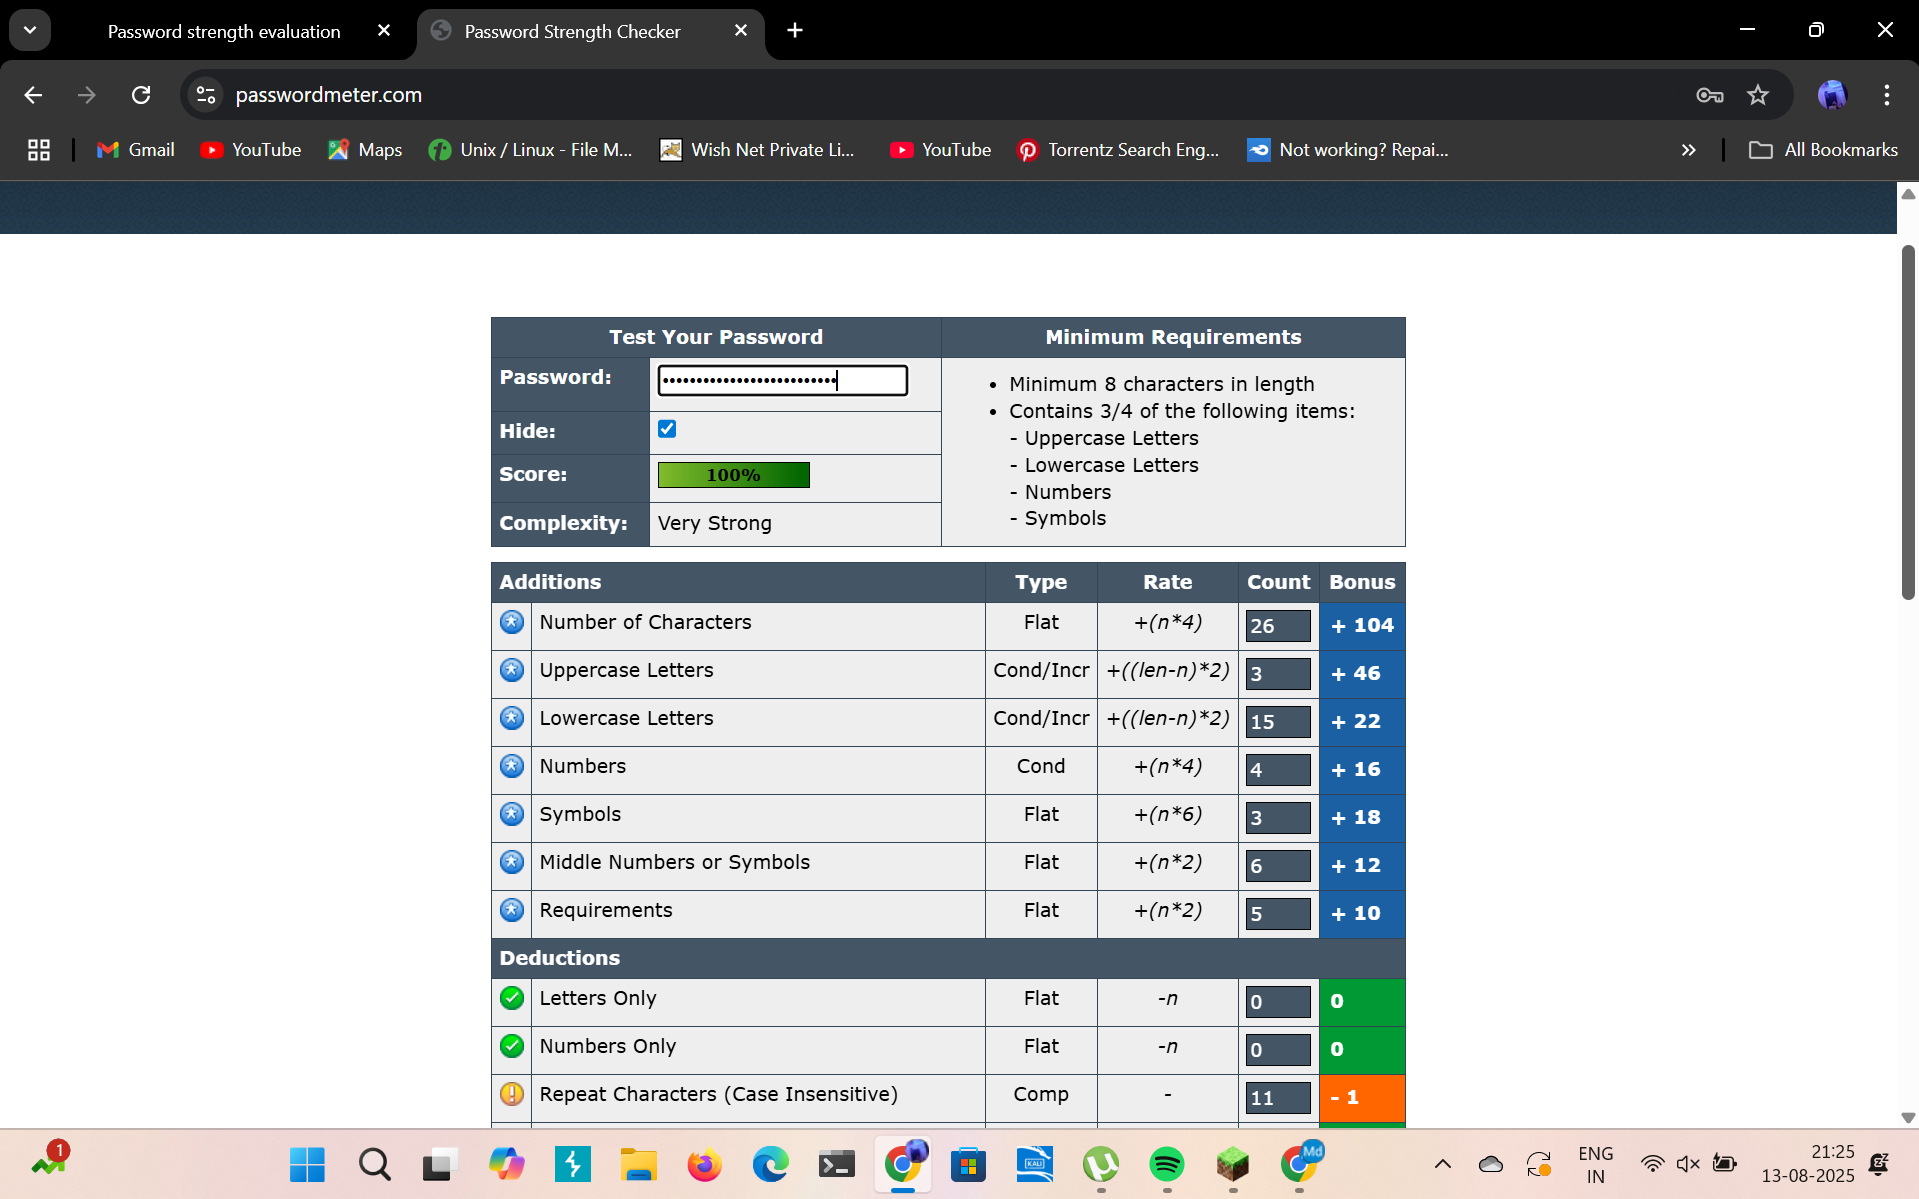 Password strength evaluation
Password Strength Checker
passwordmeter.com
Gmail
YouTube
Maps
Unix / Linux - File M...
Wish Net Private Li...
YouTube
Torrentz Search Eng...
Not working? Repai...
All Bookmarks
Test Your Password
Minimum Requirements
Password:
••••••••••••••••••••••••••
Hide:
Score:
100%
Complexity:
Very Strong
• Minimum 8 characters in length
• Contains 3/4 of the following items:
- Uppercase Letters
- Lowercase Letters
- Numbers
- Symbols
Additions Type Rate Count Bonus
Number of Characters Flat +(n*4) 26 + 104
Uppercase Letters Cond/Incr +((len-n)*2) 3 + 46
Lowercase Letters Cond/Incr +((len-n)*2) 15 + 22
Numbers Cond +(n*4) 4 + 16
Symbols Flat +(n*6) 3 + 18
Middle Numbers or Symbols Flat +(n*2) 6 + 12
Requirements Flat +(n*2) 5 + 10
Deductions
Letters Only Flat -n 0 0
Numbers Only Flat -n 0 0
Repeat Characters (Case Insensitive) Comp - 11 - 1
1
KALI
Md
ENG
IN
21:25
13-08-2025